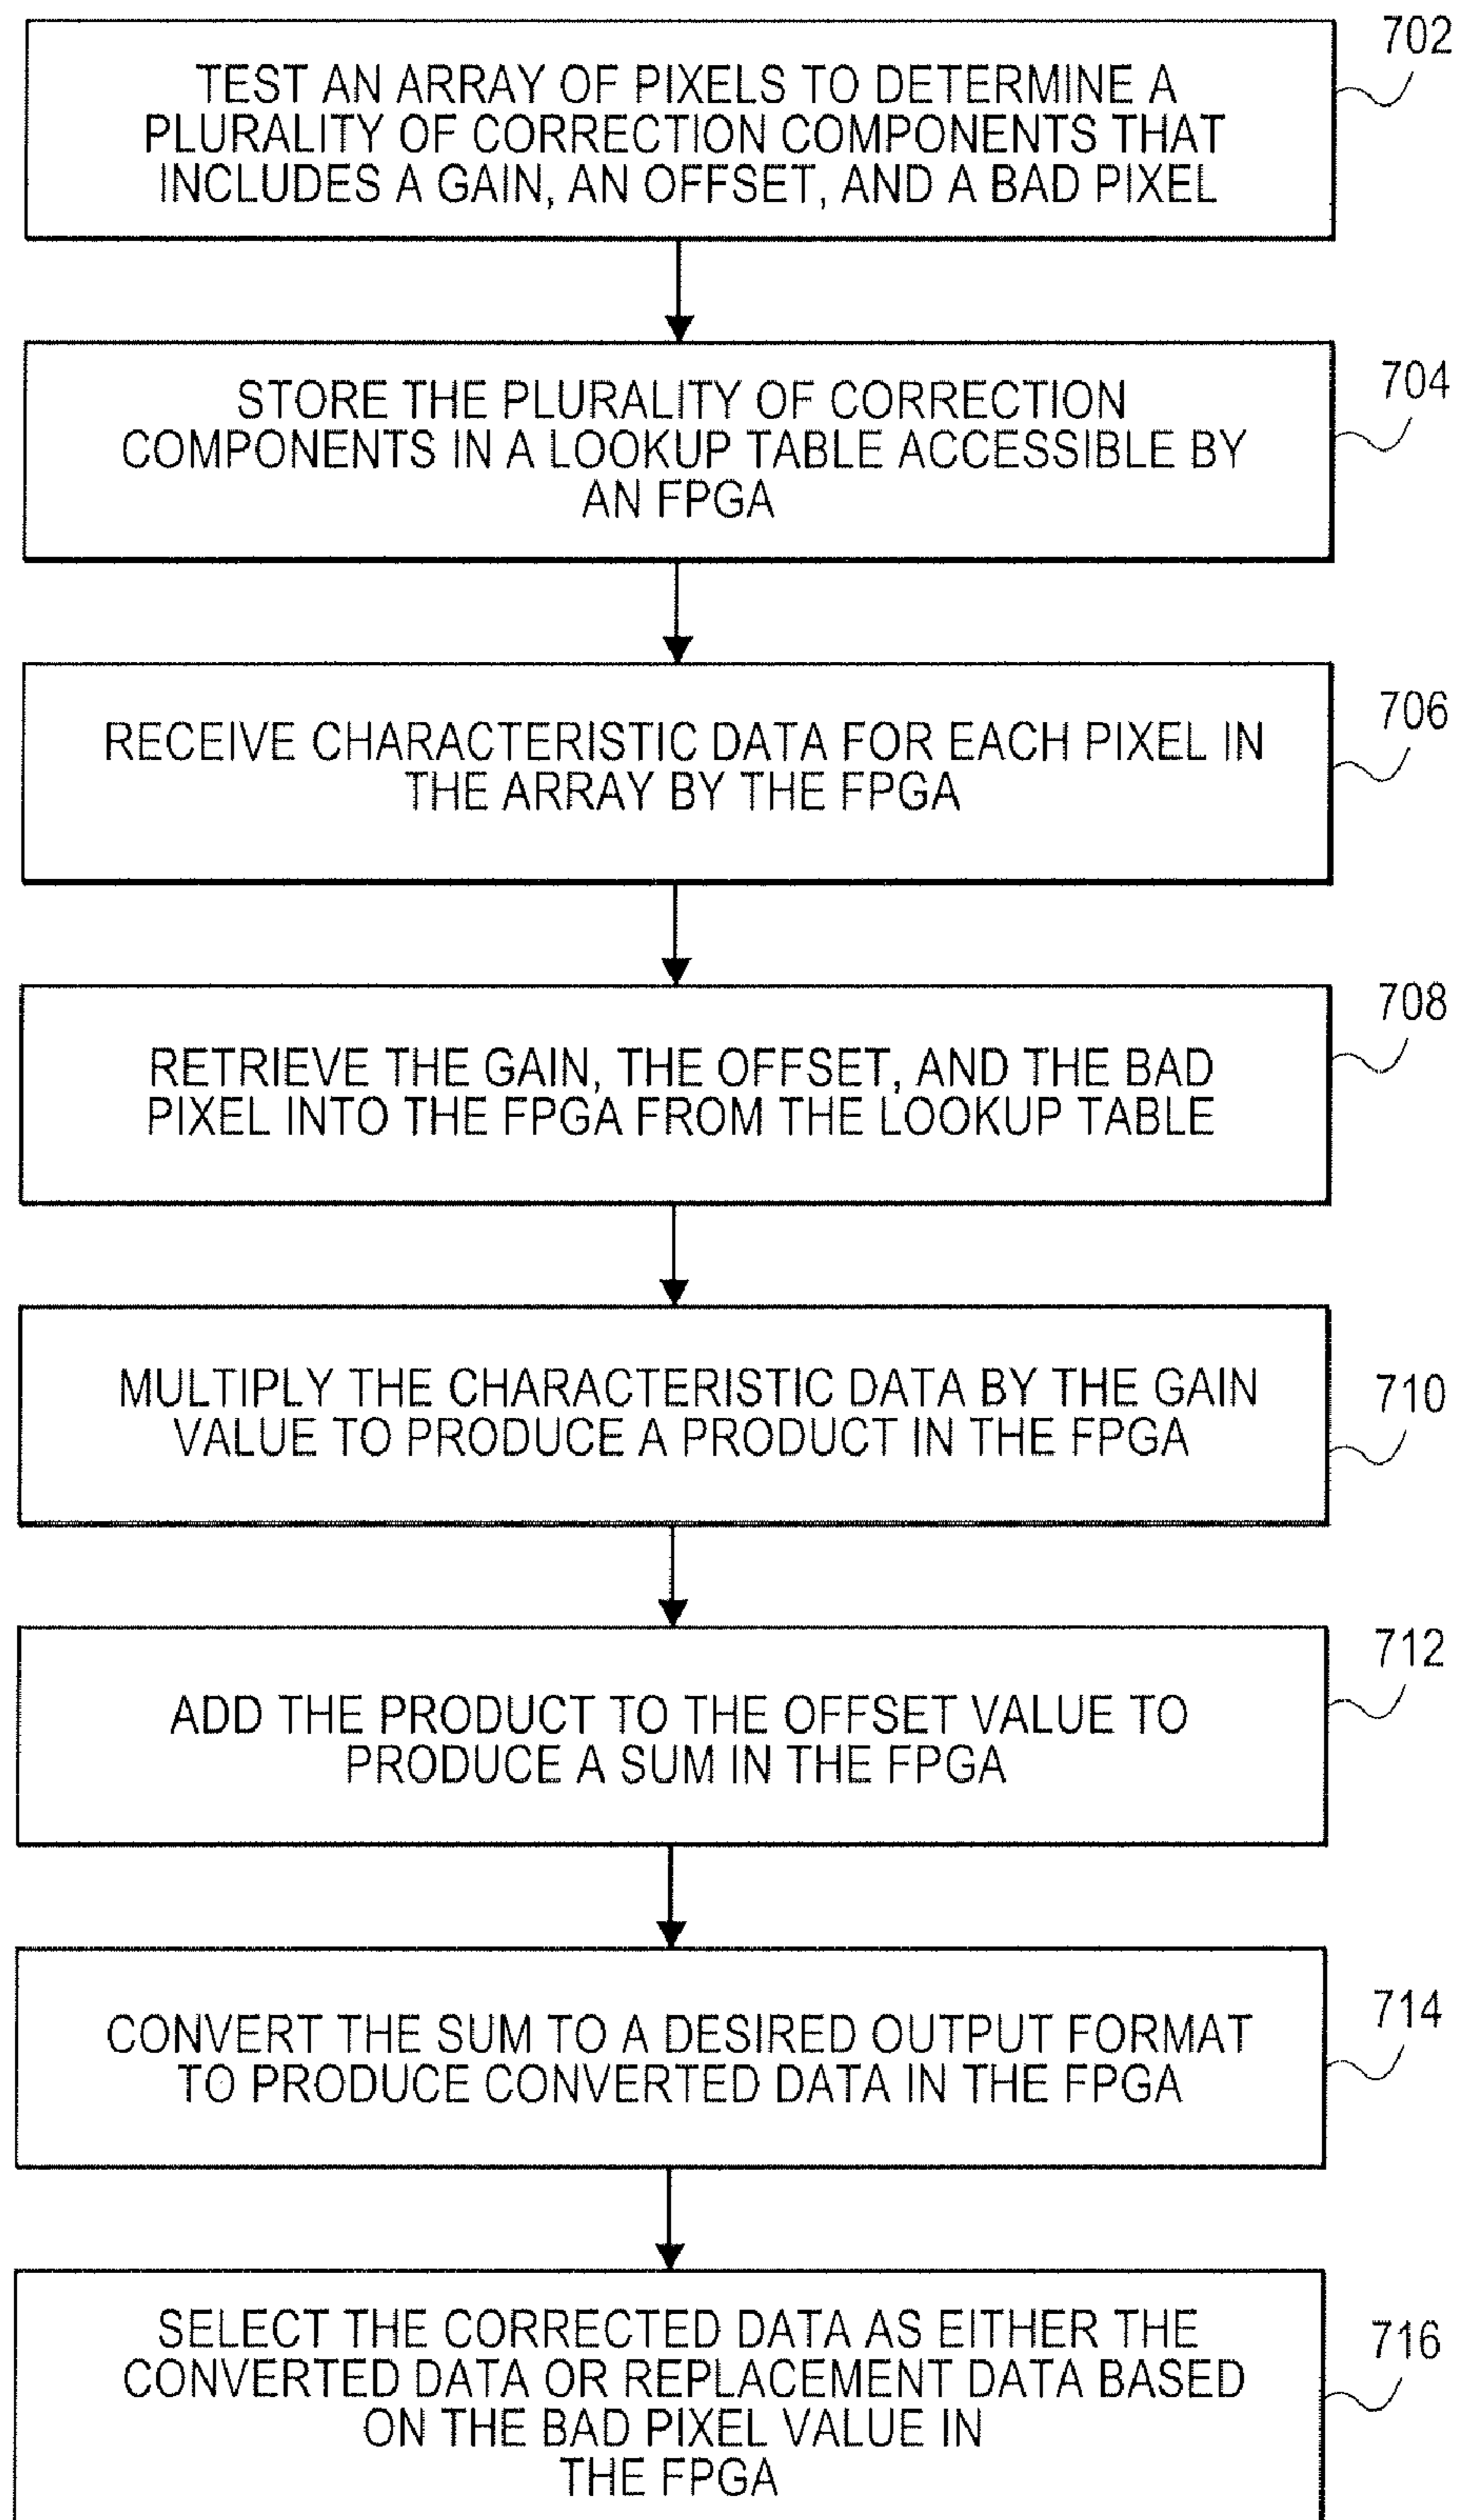 702
TEST AN ARRAY OF PIXELS TO DETERMINE A
PLURALITY OF CORRECTION COMPONENTS THAT
INCLUDES A GAIN, AN OFFSET, AND A BAD PIXEL
704
STORE THE PLURALITY OF CORRECTION
COMPONENTS IN A LOOKUP TABLE ACCESSIBLE BY
AN FPGA
706
RECEIVE CHARACTERISTIC DATA FOR EACH PIXEL IN
THE ARRAY BY THE FPGA
708
RETRIEVE THE GAIN, THE OFFSET, AND THE BAD
PIXEL INTO THE FPGA FROM THE LOOKUP TABLE
710
MULTIPLY THE CHARACTERISTIC DATA BY THE GAIN
VALUE TO PRODUCE A PRODUCT IN THE FPGA
712
ADD THE PRODUCT TO THE OFFSET VALUE TO
PRODUCE A SUM IN THE FPGA
714
CONVERT THE SUM TO A DESIRED OUTPUT FORMAT
TO PRODUCE CONVERTED DATA IN THE FPGA
716
SELECT THE CORRECTED DATA AS EITHER THE
CONVERTED DATA OR REPLACEMENT DATA BASED
ON THE BAD PIXEL VALUE IN
THE FPGA